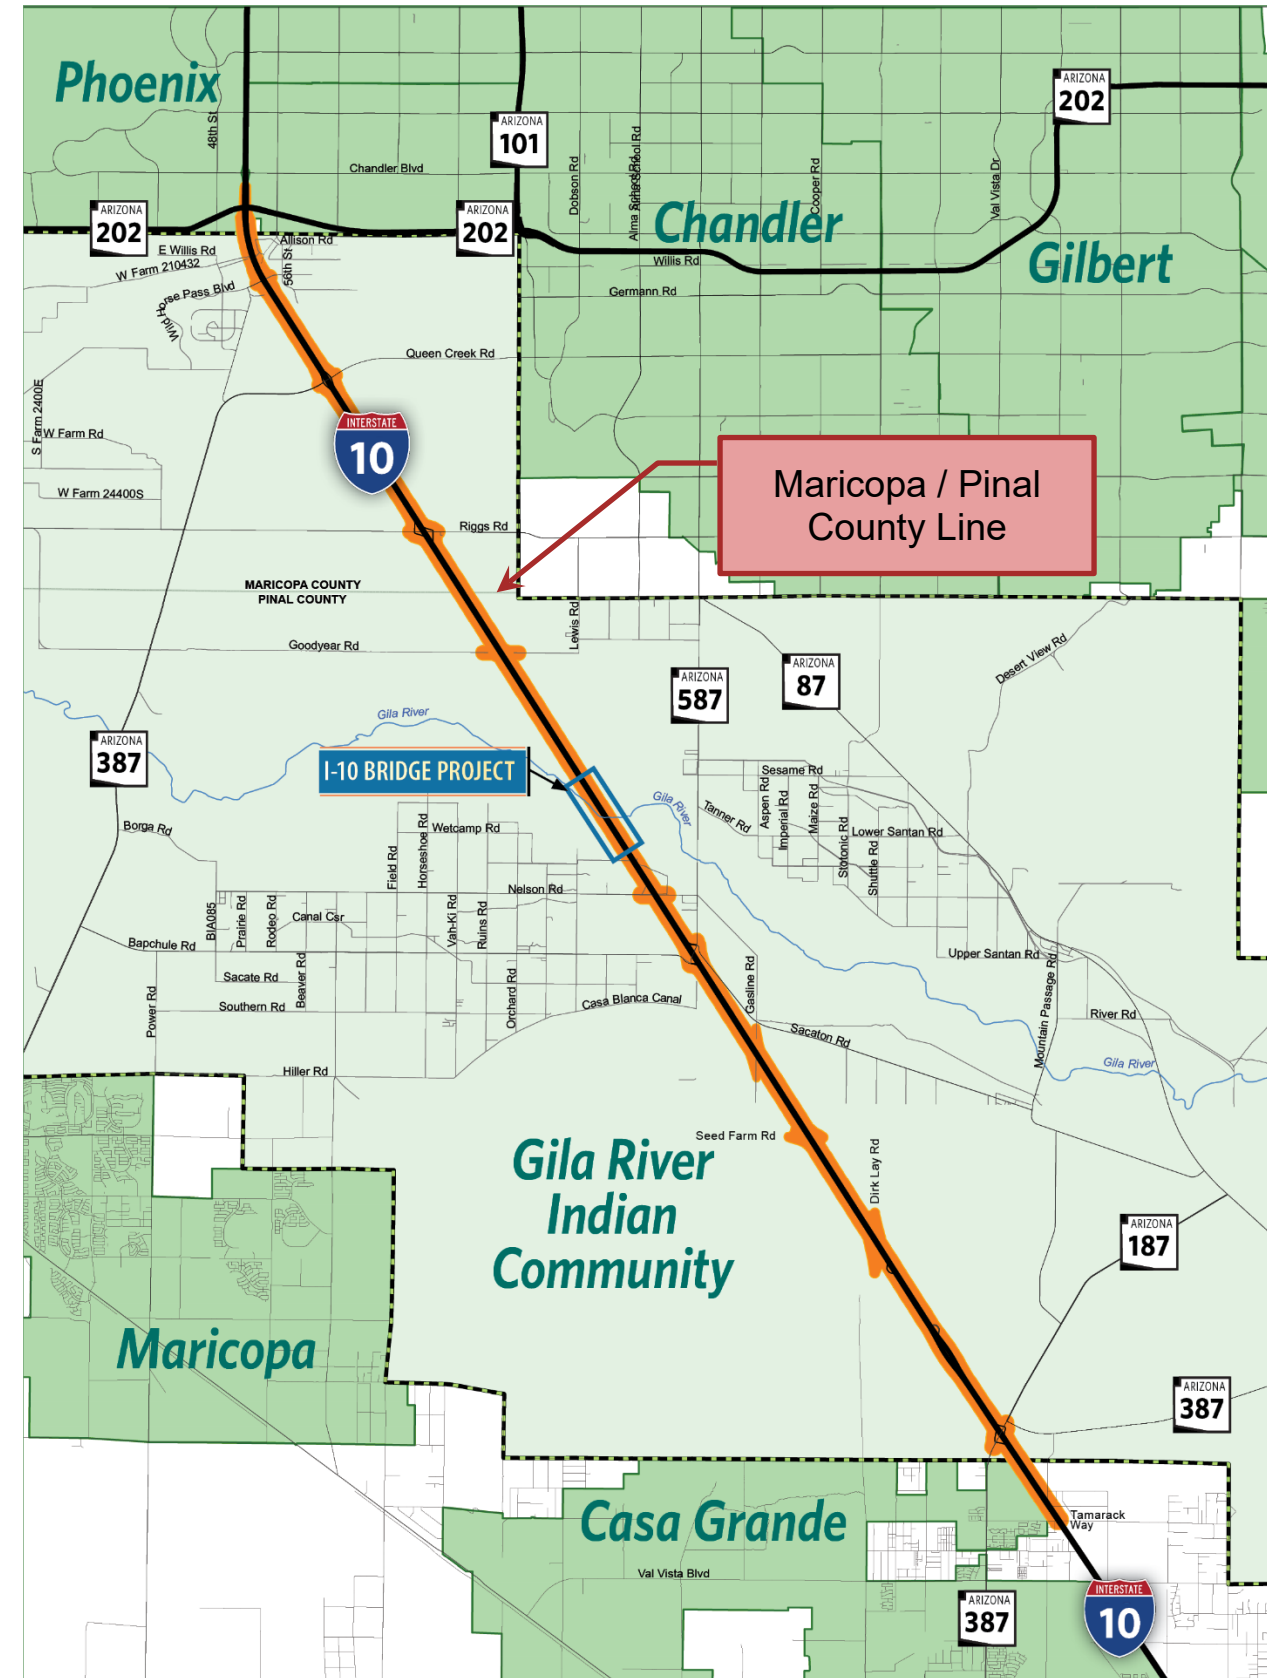 Phoenix
48th St
ARIZONA
101
ARIZONA
202
Chandler Blvd
Dobson Rd
Alma School Rd
Cooper Rd
Val Vista Dr
ARIZONA
202
ARIZONA
202
Chandler
Gilbert
E Willis Rd
Allison Rd
W Farm 210432
56th St
Willis Rd
Wild Horse Pass Blvd
Germann Rd
Queen Creek Rd
S Farm 2400E
W Farm Rd
INTERSTATE
10
W Farm 24400S
Riggs Rd
Maricopa / Pinal
County Line
MARICOPA COUNTY
PINAL COUNTY
Goodyear Rd
Lewis Rd
Desert View Rd
ARIZONA
587
ARIZONA
87
Gila River
ARIZONA
387
I-10 BRIDGE PROJECT
Gila River
Tanner Rd
Sesame Rd
Aspen Rd
Imperial Rd
Maize Rd
Stotonic Rd
Shuttle Rd
Lower Santan Rd
Borga Rd
Field Rd
Horseshoe Rd
Wetcamp Rd
Nelson Rd
BIA085
Prairie Rd
Rodeo Rd
Canal Csr
Vah-Ki Rd
Ruins Rd
Bapchule Rd
Upper Santan Rd
Sacate Rd
Beaver Rd
Orchard Rd
Gasline Rd
Mountain Passage Rd
Power Rd
Southern Rd
Casa Blanca Canal
Sacaton Rd
River Rd
Hiller Rd
Gila River
Seed Farm Rd
Dirk Lay Rd
Gila River
Indian
Community
ARIZONA
187
Maricopa
ARIZONA
387
Casa Grande
Tamarack
Way
Val Vista Blvd
ARIZONA
387
INTERSTATE
10